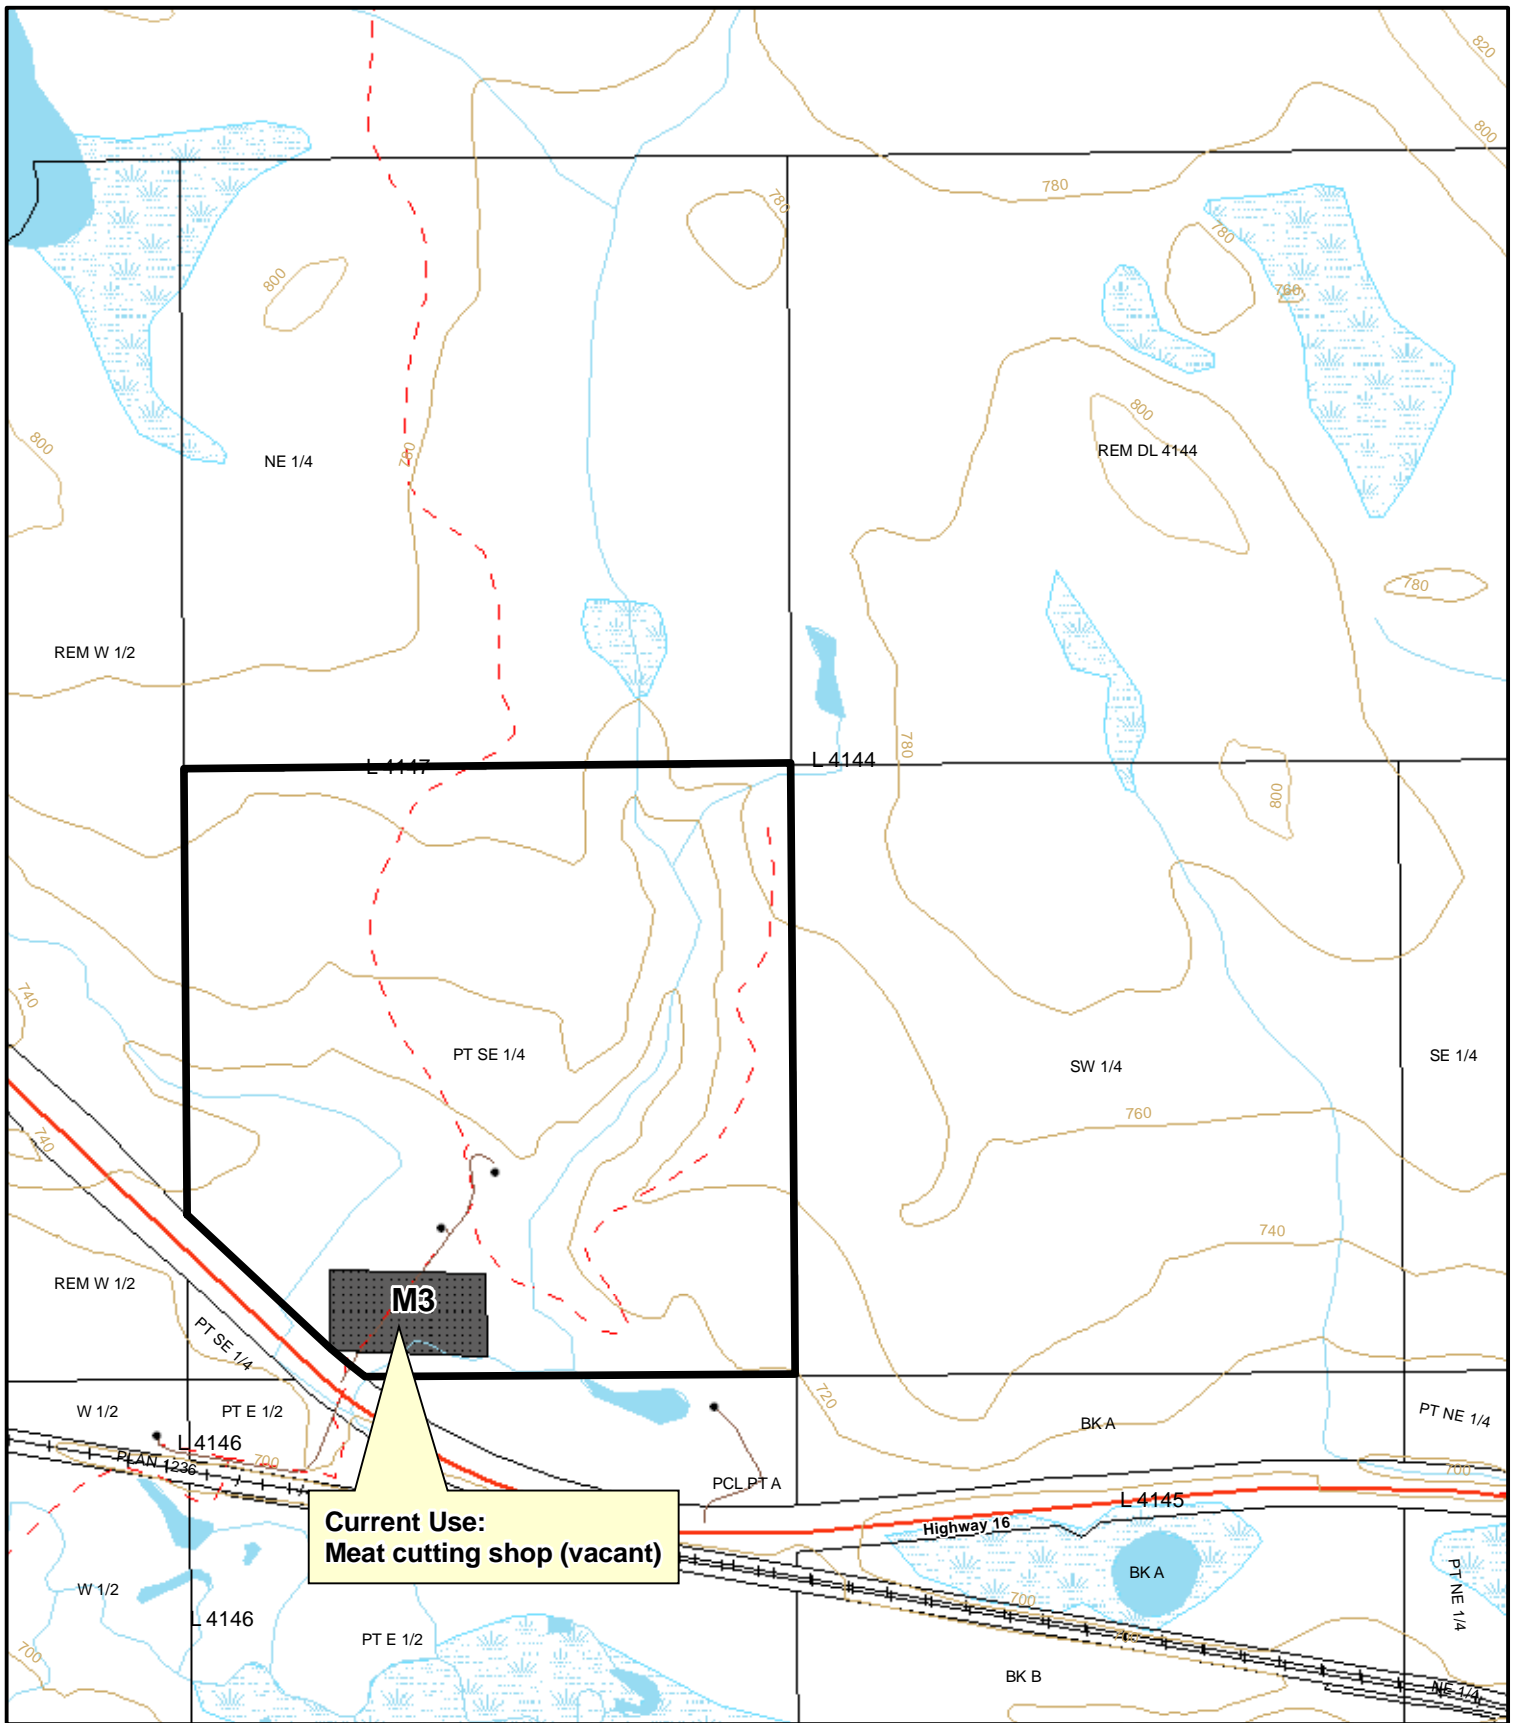 820
800
780
780
780
800
760
800
800
REM DL 4144
NE 1/4
780
780
REM W 1/2
780
L 4147
L 4144
800
740
PT SE 1/4
SW 1/4
SE 1/4
760
740
740
REM W 1/2
M3
PT SE 1/4
720
W 1/2
PT E 1/2
BK A
PT NE 1/4
L 4146
PLAN 1236
700
PCL PT A
700
L 4145
Highway 16
Current Use:
Meat cutting shop (vacant)
BK A
PT NE 1/4
W 1/2
700
L 4146
PT E 1/2
700
BK B
NE 1/4